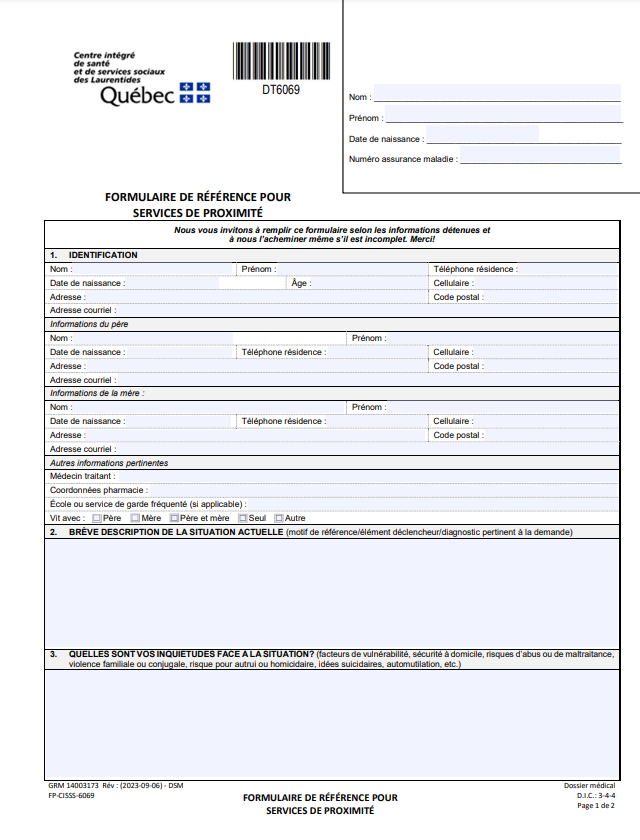 Centre intégré
de santé
et de services sociaux
des Laurentides
Québec
DT6069
Nom :
Prénom :
Date de naissance :
Numéro assurance maladie :
FORMULAIRE DE RÉFÉRENCE POUR
SERVICES DE PROXIMITÉ
Nous vous invitons à remplir ce formulaire selon les informations détenues et
à nous l'acheminer même s'il est incomplet. Merci!
1. IDENTIFICATION
Nom : Prénom : Téléphone résidence :
Date de naissance : Âge : Cellulaire :
Adresse : Code postal :
Adresse courriel :
Informations du père
Nom : Prénom :
Date de naissance : Téléphone résidence : Cellulaire :
Adresse : Code postal :
Adresse courriel :
Informations de la mère :
Nom : Prénom :
Date de naissance : Téléphone résidence : Cellulaire :
Adresse : Code postal :
Adresse courriel :
Autres informations pertinentes
Médecin traitant :
Coordonnées pharmacie :
École ou service de garde fréquenté (si applicable) :
Vit avec : Père Mère Père et mère Seul Autre
2. BRÈVE DESCRIPTION DE LA SITUATION ACTUELLE (motif de référence/élément déclencheur/diagnostic pertinent à la demande)
3. QUELLES SONT VOS INQUIÉTUDES FACE À LA SITUATION? (facteurs de vulnérabilité, sécurité à domicile, risques d'abus ou de maltraitance,
violence familiale ou conjugale, risque pour autrui ou homicidaire, idées suicidaires, automutilation, etc.)
GRM 14003173 Rév : (2023-09-06) - DSM
FP-CISSS-6069
FORMULAIRE DE RÉFÉRENCE POUR
SERVICES DE PROXIMITÉ
Dossier médical
D.I.C.: 3-4-4
Page 1 de 2